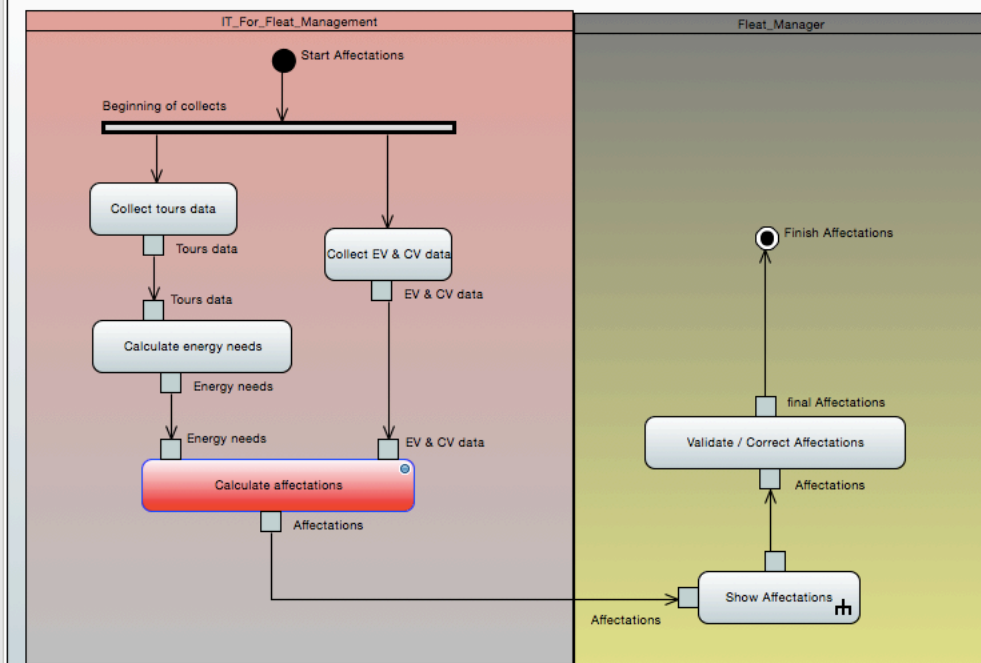 IT_For_Fleat_Management
Fleat_Manager
Start Affectations
Beginning of collects
Collect tours data
Tours data
Collect EV & CV data
EV & CV data
Tours data
Calculate energy needs
Energy needs
Energy needs
EV & CV data
Calculate affectations
Affectations
Affectations
Show Affectations
Affectations
Validate / Correct Affectations
final Affectations
Finish Affectations